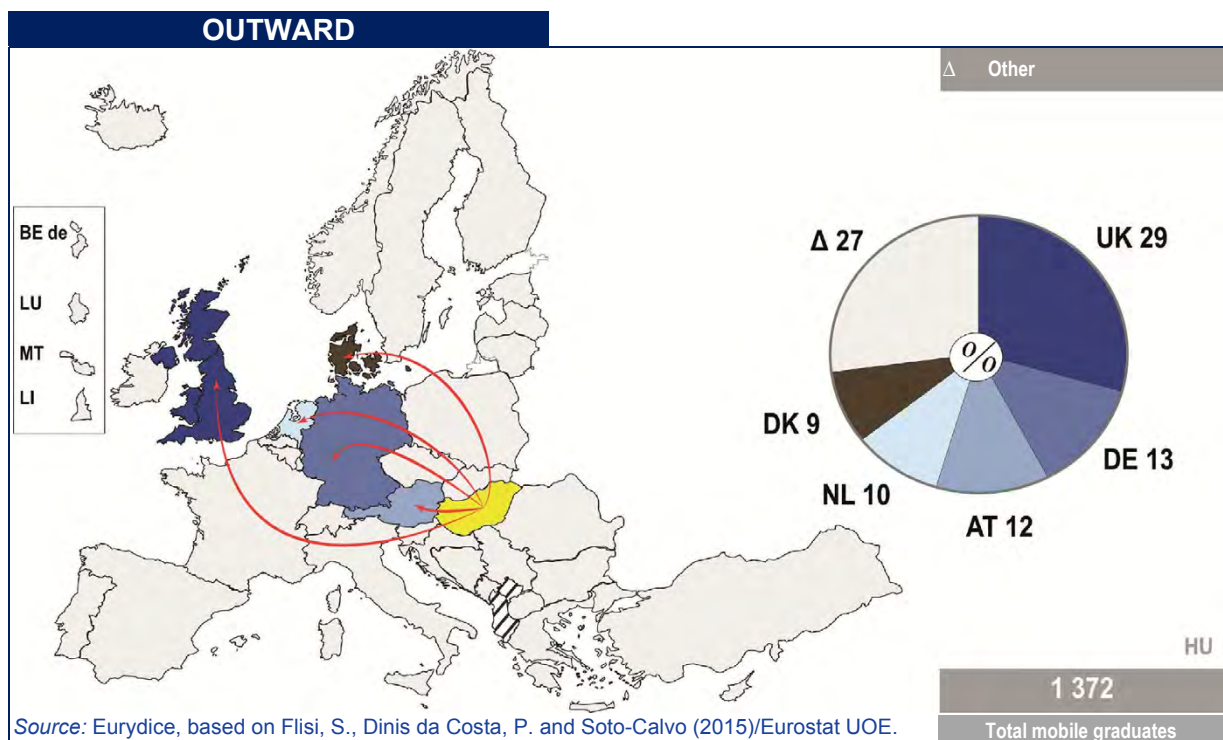 OUTWARD
Δ Other
BE de
LU
MT
LI
Δ 27
UK 29
%
DK 9
DE 13
NL 10
AT 12
HU
1 372
Total mobile graduates
Source: Eurydice, based on Flisi, S., Dinis da Costa, P. and Soto-Calvo (2015)/Eurostat UOE.